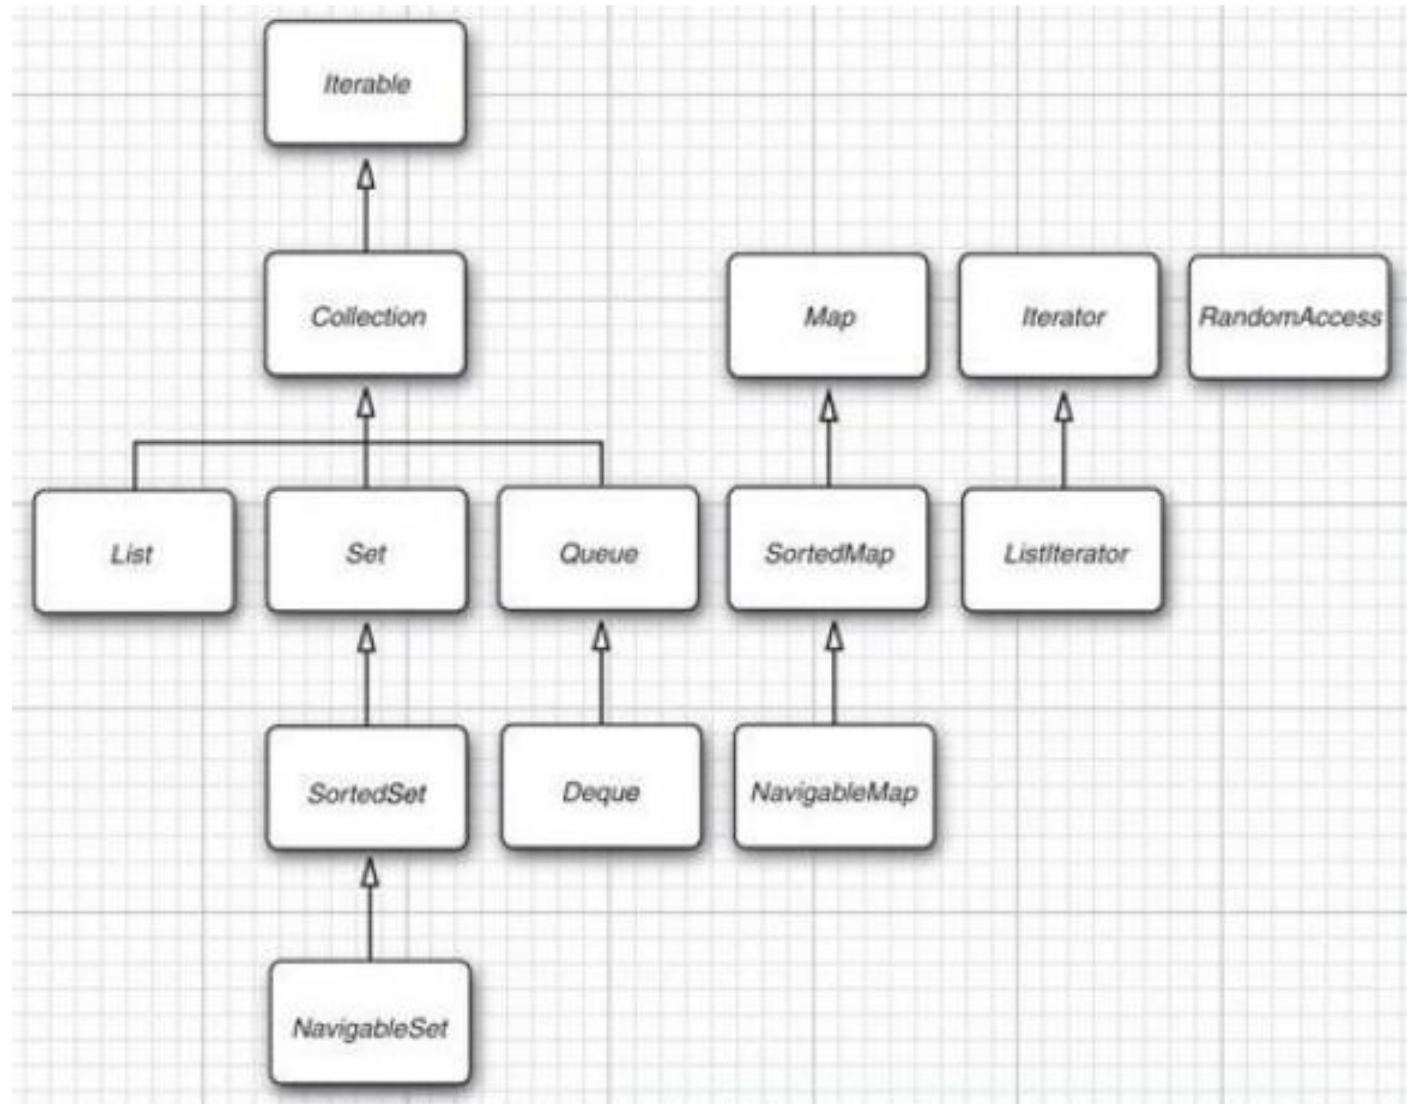 Iterable
Collection
Map
Iterator
RandomAccess
List
Set
Queue
SortedMap
ListIterator
SortedSet
Deque
NavigableMap
NavigableSet